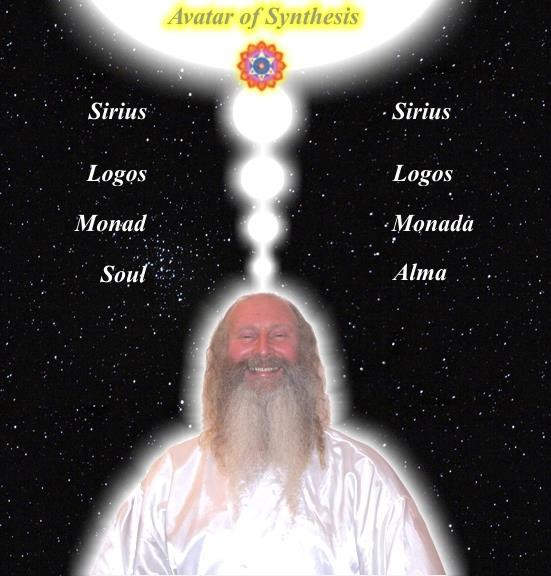 Avatar of Synthesis
Sirius Sirius
Logos Logos
Monad Monada
Soul Alma